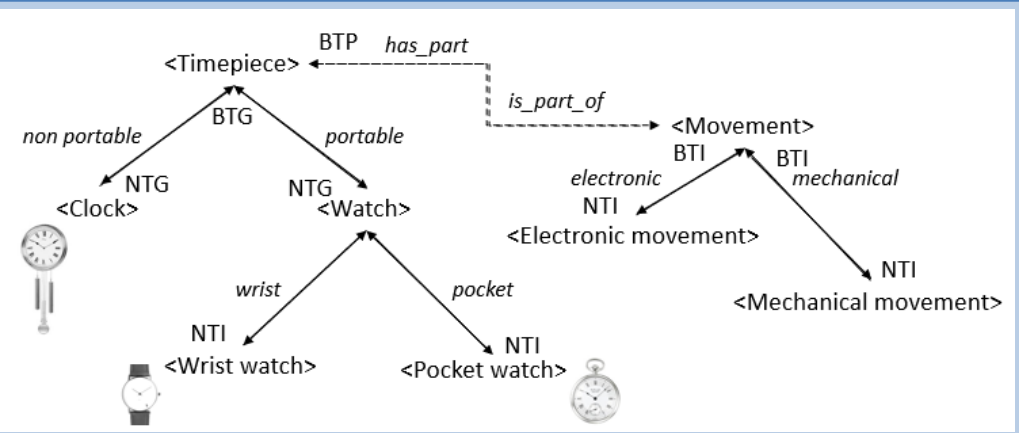 BTP has_part
<Timepiece>
is_part_of
BTG
non portable portable
<Movement>
BTI BTI
electronic mechanical
NTG NTG
NTI
<Clock> <Watch>
<Electronic movement>
NTI
wrist pocket
<Mechanical movement>
NTI NTI
<Wrist watch> <Pocket watch>